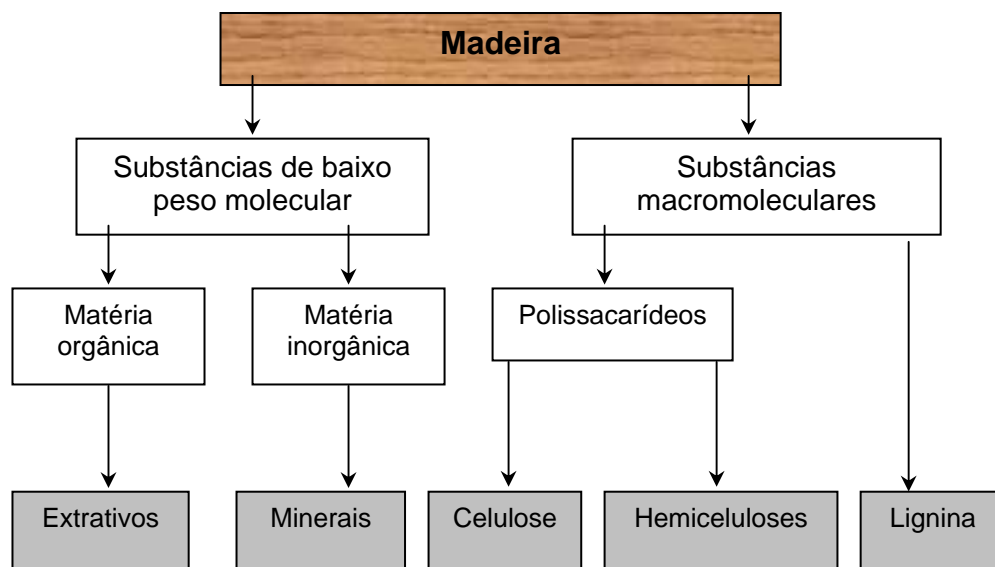 Madeira
Substâncias de baixo
peso molecular
Substâncias
macromoleculares
Matéria
orgânica
Matéria
inorgânica
Polissacarídeos
Extrativos
Minerais
Celulose
Hemiceluloses
Lignina